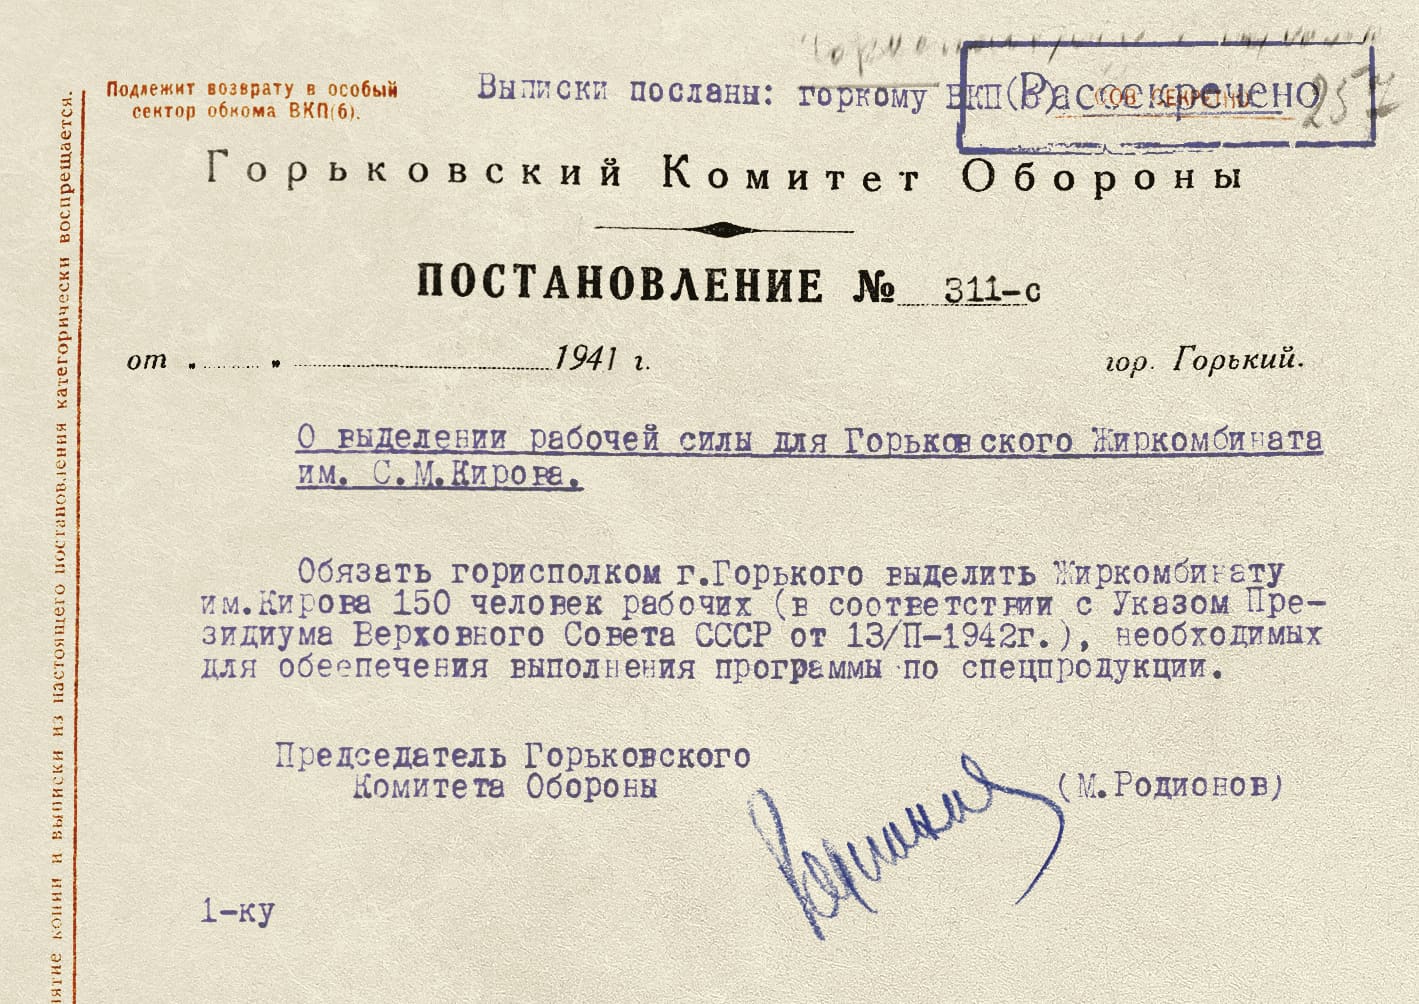 Подлежит возврату в особый
сектор обкома ВКП(б).
Выписки посланы: горкому ВКП(б)
Рассекречено
СОВ. СЕКРЕТНО
257
Горьковский Комитет Обороны
ПОСТАНОВЛЕНИЕ № 311-с
от „ " 1941 г.
гор. Горький.
О выделении рабочей силы для Горьковского Жиркомбината
им. С.М.Кирова.
Обязать горисполком г.Горького выделить Жиркомбинату
им.Кирова 150 человек рабочих (в соответствии с Указом Пре-
зидиума Верховного Совета СССР от 13/П-1942г.), необходимых
для обеепечения выполнения программы по спецпродукции.
Председатель Горьковского
Комитета Обороны
(М.Родионов)
1-ку
ятие копии и выписки из настоящего постановления категорически воспрещается.